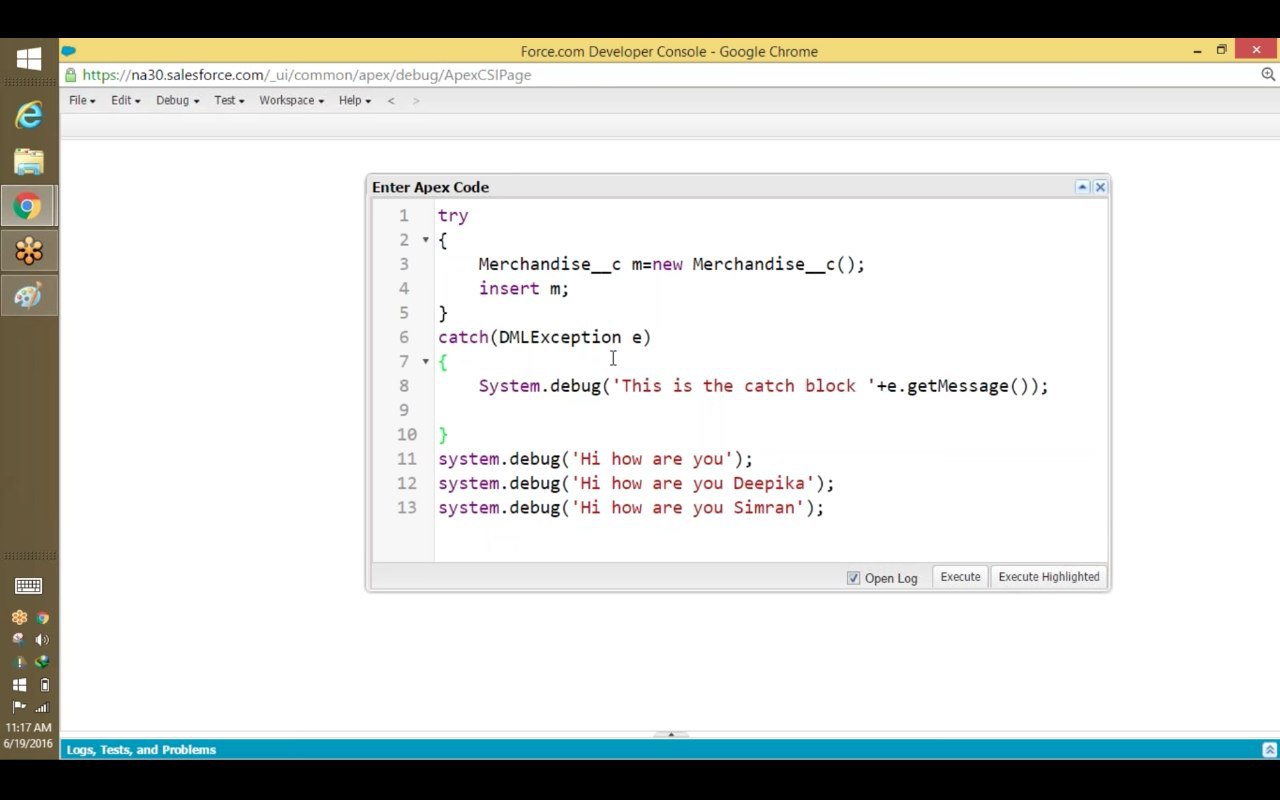 Force.com Developer Console - Google Chrome
https://na30.salesforce.com/_ui/common/apex/debug/ApexCSIPage
File Edit Debug Test Workspace Help < >
Enter Apex Code
1 try
2 {
3 Merchandise__c m=new Merchandise__c();
4 insert m;
5 }
6 catch(DMLException e)
7 {
8 System.debug('This is the catch block '+e.getMessage());
9
10 }
11 system.debug('Hi how are you');
12 system.debug('Hi how are you Deepika');
13 system.debug('Hi how are you Simran');
Open Log Execute Execute Highlighted
11:17 AM
6/19/2016
Logs, Tests, and Problems